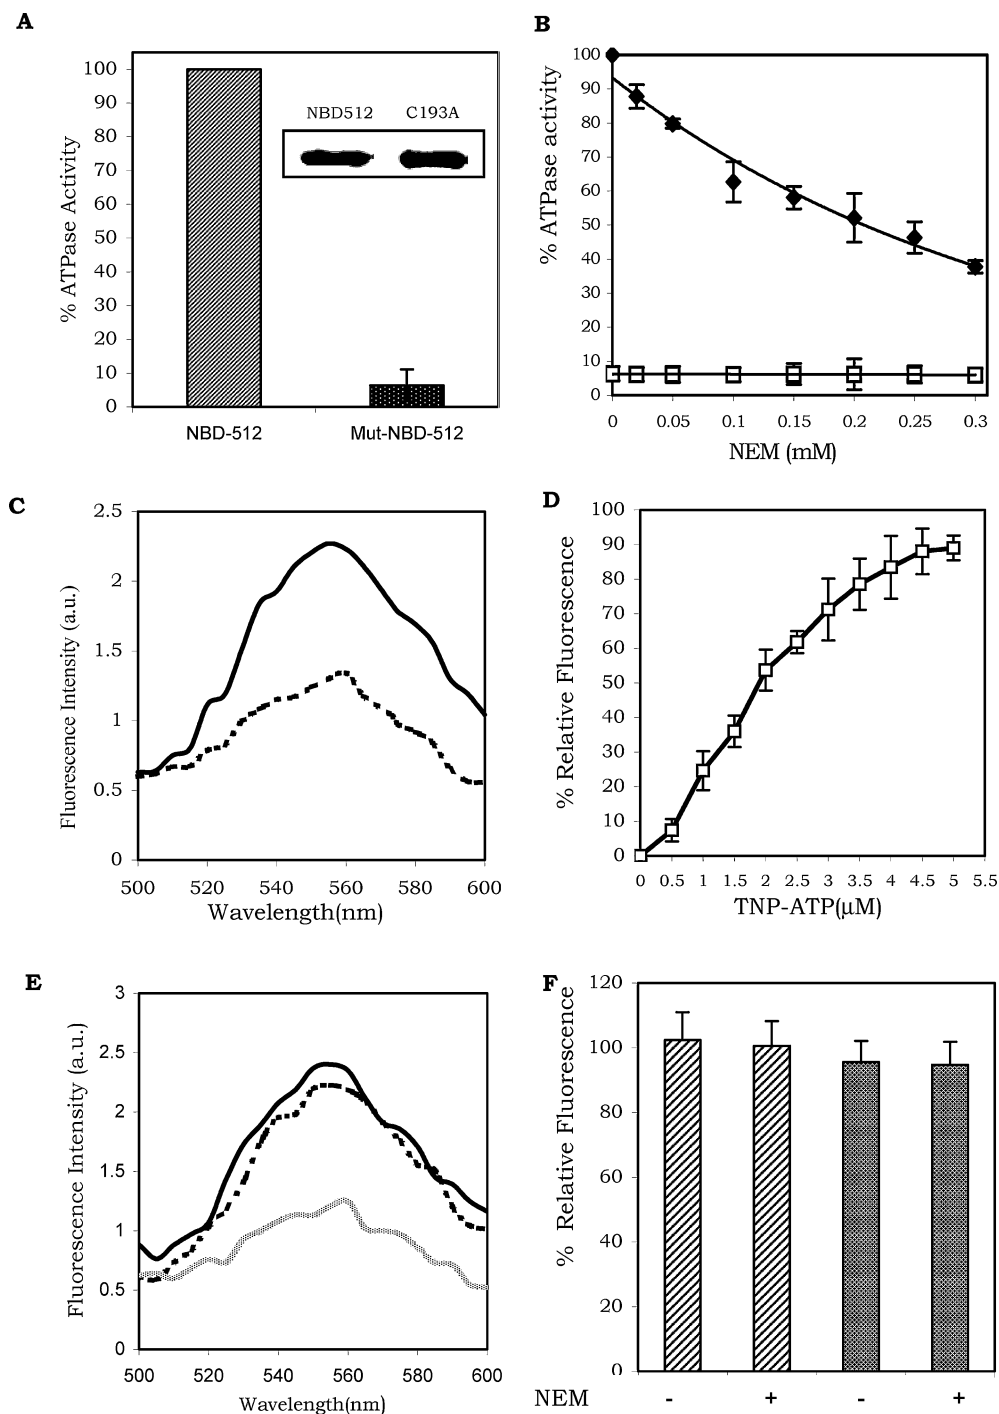 A
% ATPase Activity
100
90
80
70
60
50
40
30
20
10
0
NBD512 C193A
NBD-512 Mut-NBD-512
B
% ATPase activity
100
90
80
70
60
50
40
30
20
10
0
0 0.05 0.1 0.15 0.2 0.25 0.3
NEM (mM)
C
Fluorescence Intensity (a.u.)
2.5
2
1.5
1
0.5
0
500 520 540 560 580 600
Wavelength(nm)
D
% Relative Fluorescence
100
90
80
70
60
50
40
30
20
10
0
0 0.5 1 1.5 2 2.5 3 3.5 4 4.5 5 5.5
TNP-ATP(μM)
E
Fluorescence Intensity (a.u.)
3
2.5
2
1.5
1
0.5
0
500 520 540 560 580 600
Wavelength(nm)
F
% Relative Fluorescence
120
100
80
60
40
20
0
NEM - + - +